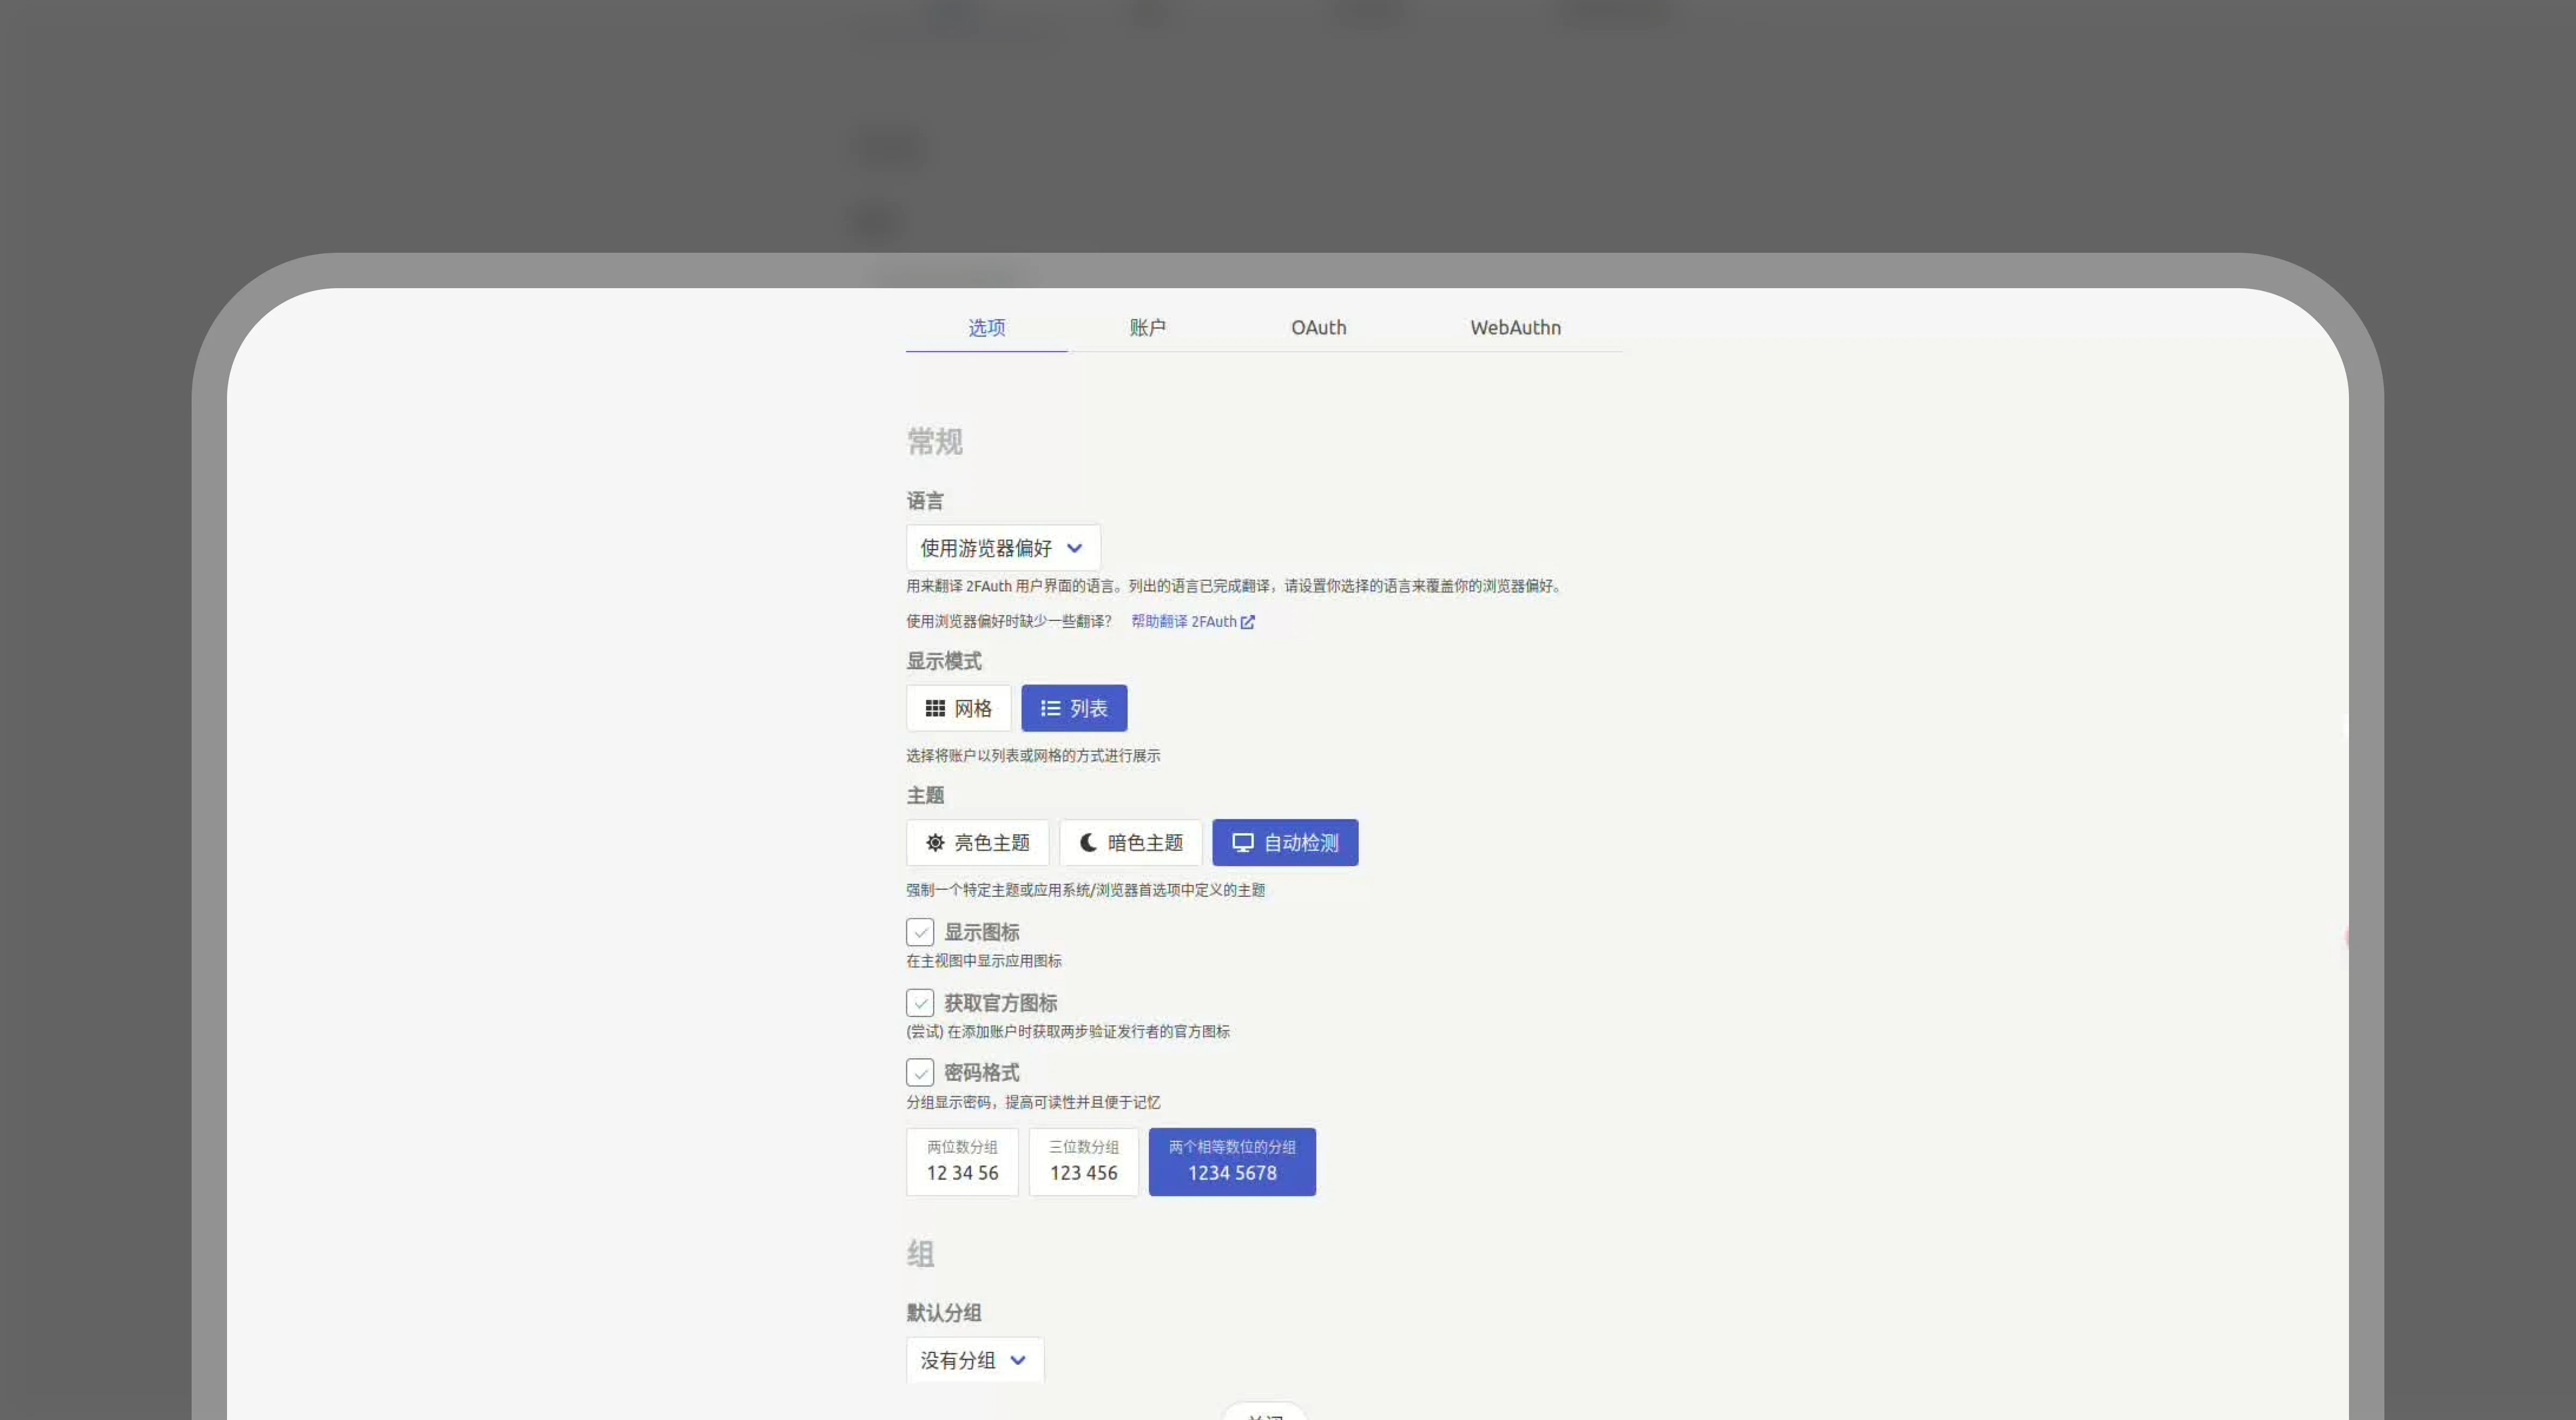 选项
账户
OAuth
WebAuthn
常规
语言
使用游览器偏好
用来翻译 2FAuth 用户界面的语言。列出的语言已完成翻译，请设置你选择的语言来覆盖你的浏览器偏好。
使用浏览器偏好时缺少一些翻译？ 帮助翻译 2FAuth
显示模式
网格
列表
选择将账户以列表或网格的方式进行展示
主题
亮色主题
暗色主题
自动检测
强制一个特定主题或应用系统/浏览器首选项中定义的主题
显示图标
在主视图中显示应用图标
获取官方图标
(尝试) 在添加账户时获取两步验证发行者的官方图标
密码格式
分组显示密码，提高可读性并且便于记忆
两位数分组
12 34 56
三位数分组
123 456
两个相等数位的分组
1234 5678
组
默认分组
没有分组